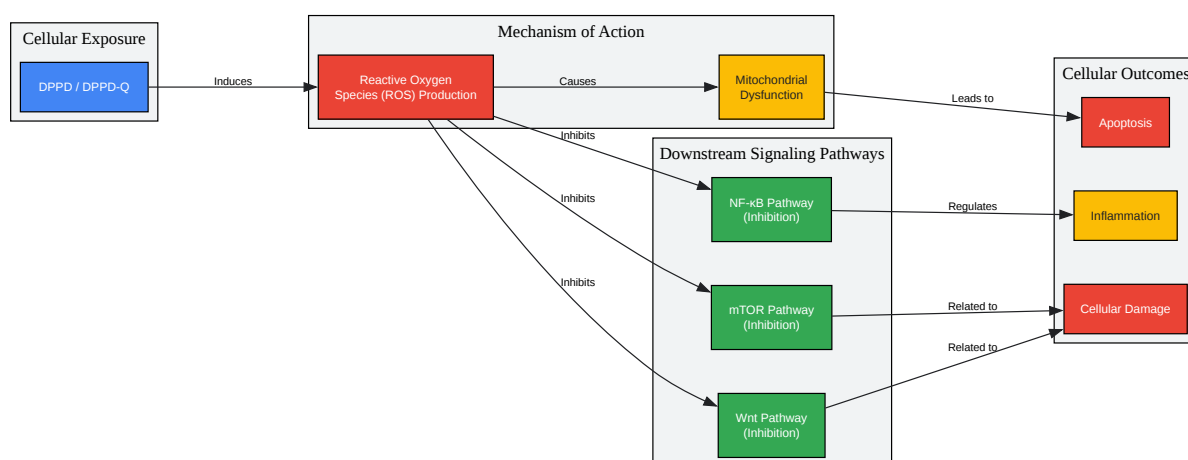 Cellular Exposure
DPPD / DPPD-Q
Induces
Mechanism of Action
Reactive Oxygen
Species (ROS) Production
Causes
Mitochondrial
Dysfunction
Leads to
Inhibits
Inhibits
Inhibits
Downstream Signaling Pathways
NF-κB Pathway
(Inhibition)
Regulates
mTOR Pathway
(Inhibition)
Related to
Wnt Pathway
(Inhibition)
Related to
Cellular Outcomes
Apoptosis
Inflammation
Cellular Damage